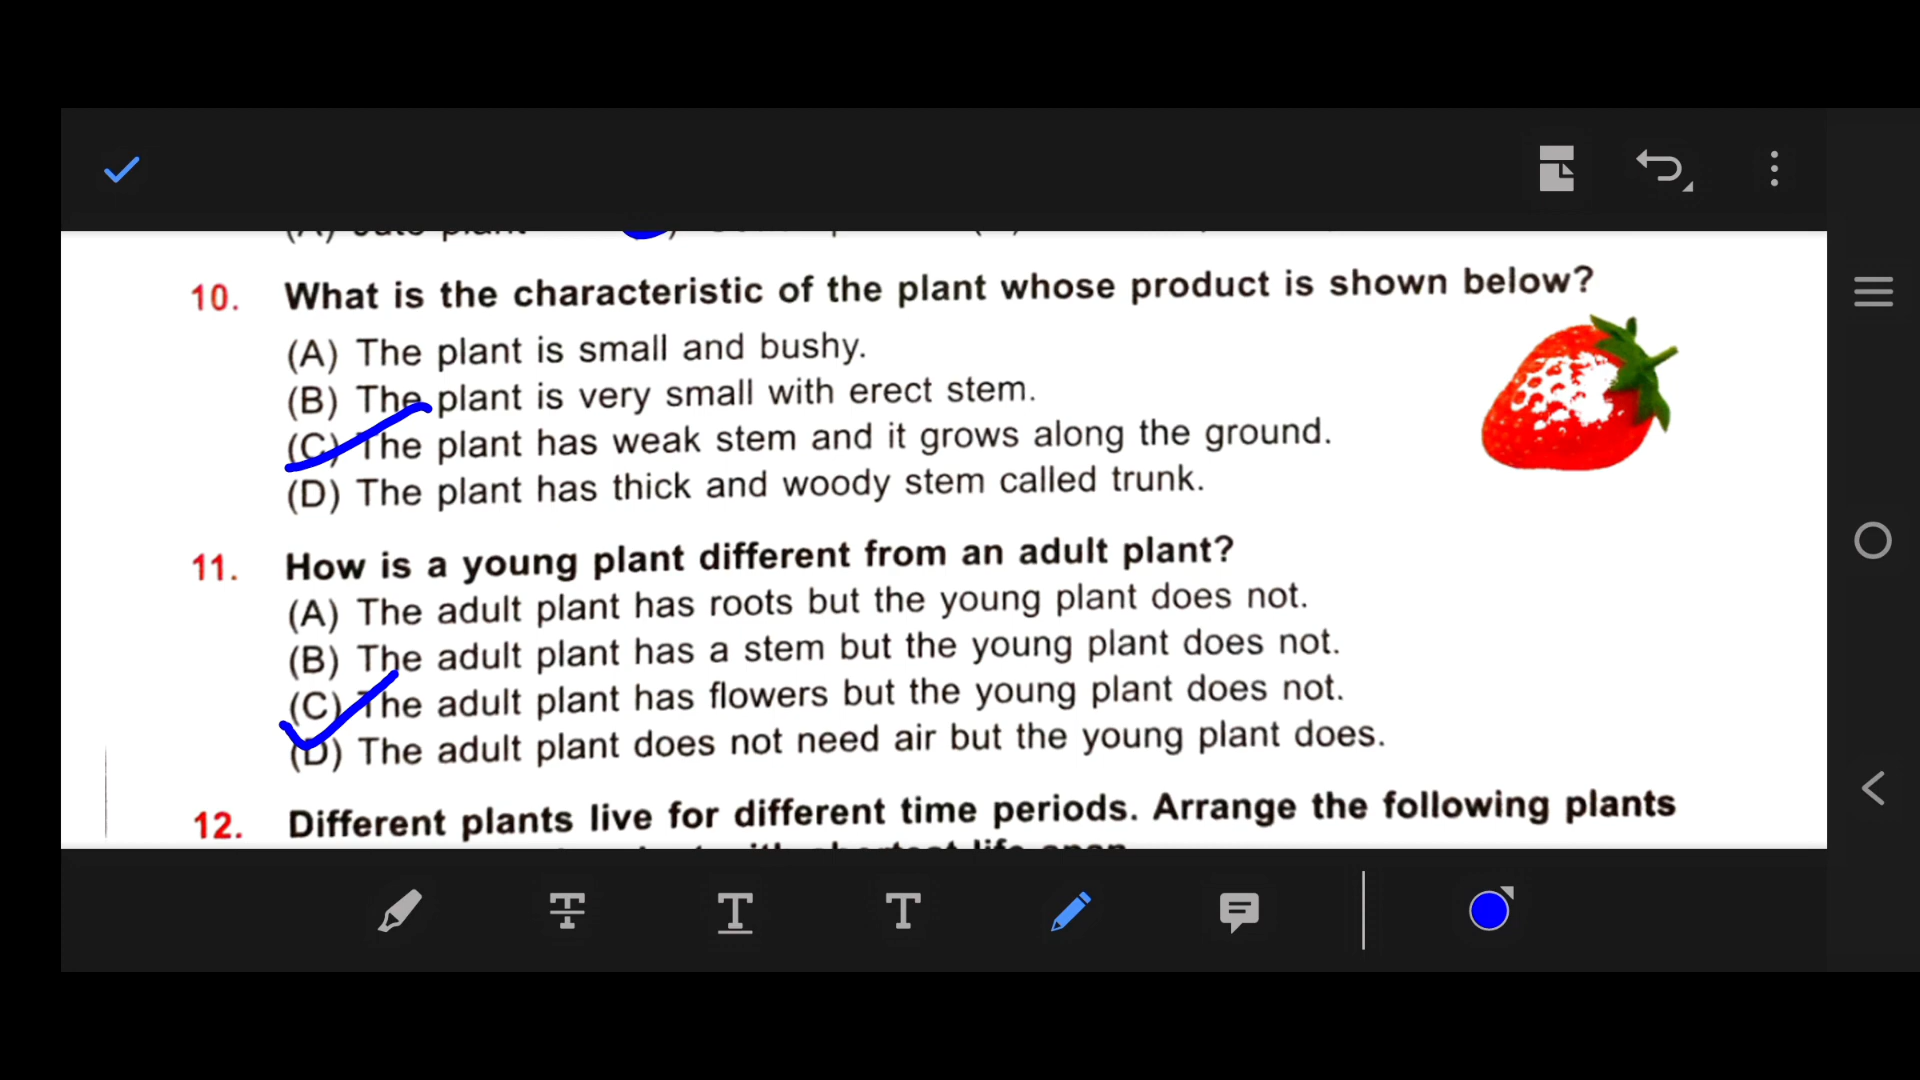 10. What is the characteristic of the plant whose product is shown below?
(A) The plant is small and bushy.
(B) The plant is very small with erect stem.
(C) The plant has weak stem and it grows along the ground.
(D) The plant has thick and woody stem called trunk.
11. How is a young plant different from an adult plant?
(A) The adult plant has roots but the young plant does not.
(B) The adult plant has a stem but the young plant does not.
(C) The adult plant has flowers but the young plant does not.
(D) The adult plant does not need air but the young plant does.
12. Different plants live for different time periods. Arrange the following plants
shortest life span
T T T